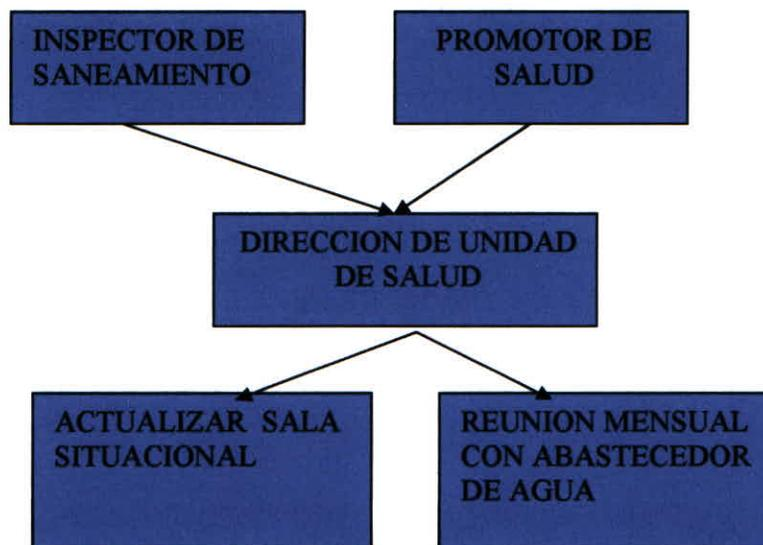 INSPECTOR DE
SANEAMIENTO
PROMOTOR DE
SALUD
DIRECCION DE UNIDAD
DE SALUD
ACTUALIZAR SALA
SITUACIONAL
REUNION MENSUAL
CON ABASTECEDOR
DE AGUA